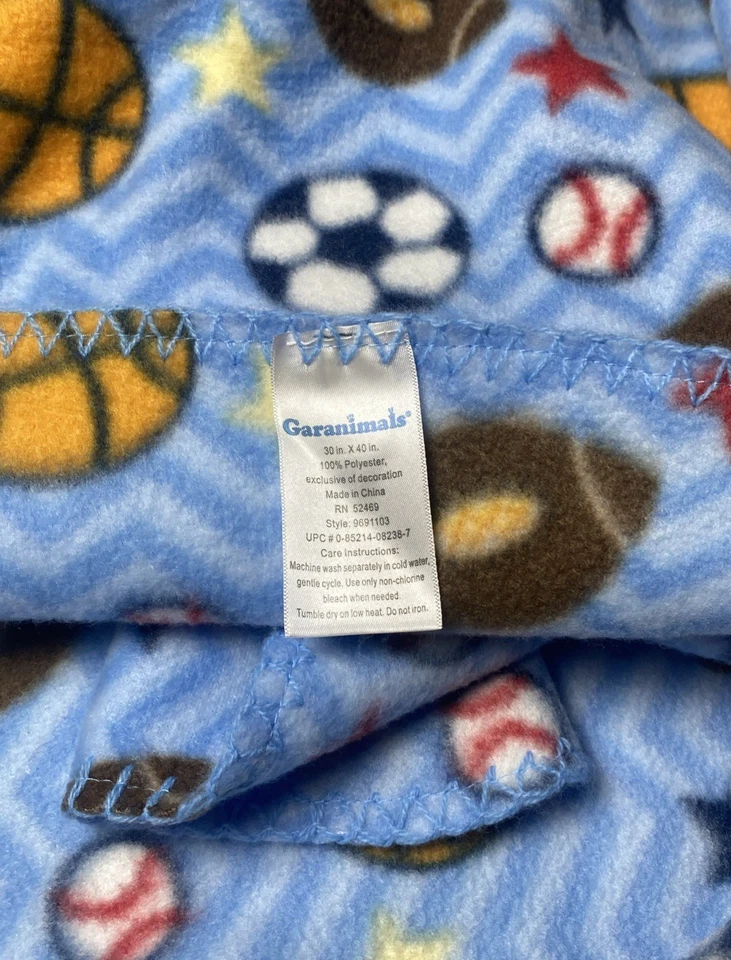 Garanimals®
30 in. X 40 in.
100% Polyester,
exclusive of decoration
Made in China
RN 52469
Style: 9691103
UPC # 0-85214-08238-7
Care Instructions:
Machine wash separately in cold water,
gentle cycle. Use only non-chlorine
bleach when needed.
Tumble dry on low heat. Do not iron.